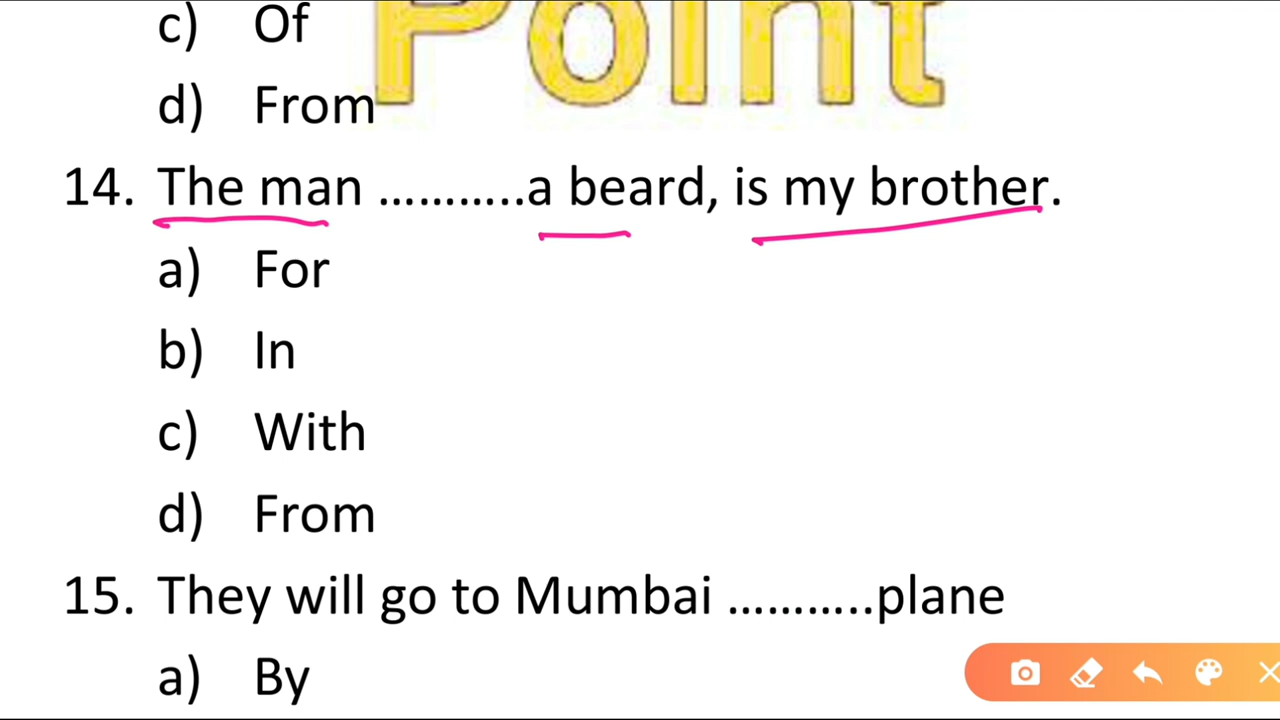 Point
c) Of
d) From
14. The man ………..a beard, is my brother.
a) For
b) In
c) With
d) From
15. They will go to Mumbai ………..plane
a) By